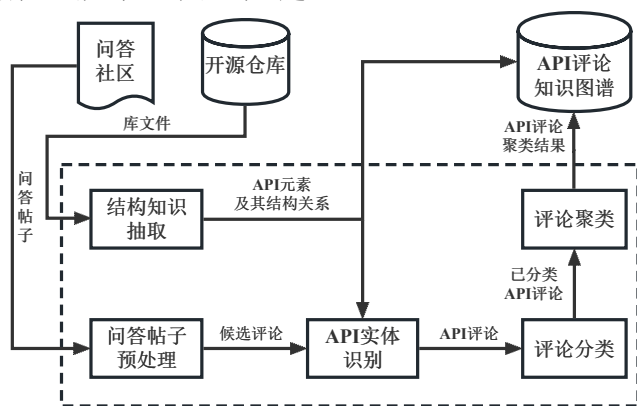 问答
社区
开源仓库
API评论
知识图谱
库文件
API评论
聚类结果
问
答
帖
子
结构知识
抽取
API元素
及其结构关系
评论聚类
已分类
API评论
问答帖子
预处理
候选评论
API实体
识别
API评论
评论分类